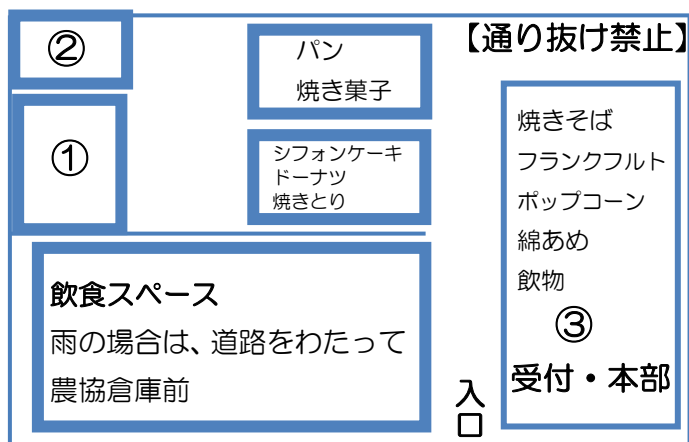 ②
①
パン
焼き菓子
シフォンケーキ
ドーナツ
焼きとり
【通り抜け禁止】
焼きそば
フランクフルト
ポップコーン
綿あめ
飲物
③
受付・本部
飲食スペース
雨の場合は、道路をわたって
農協倉庫前
入口